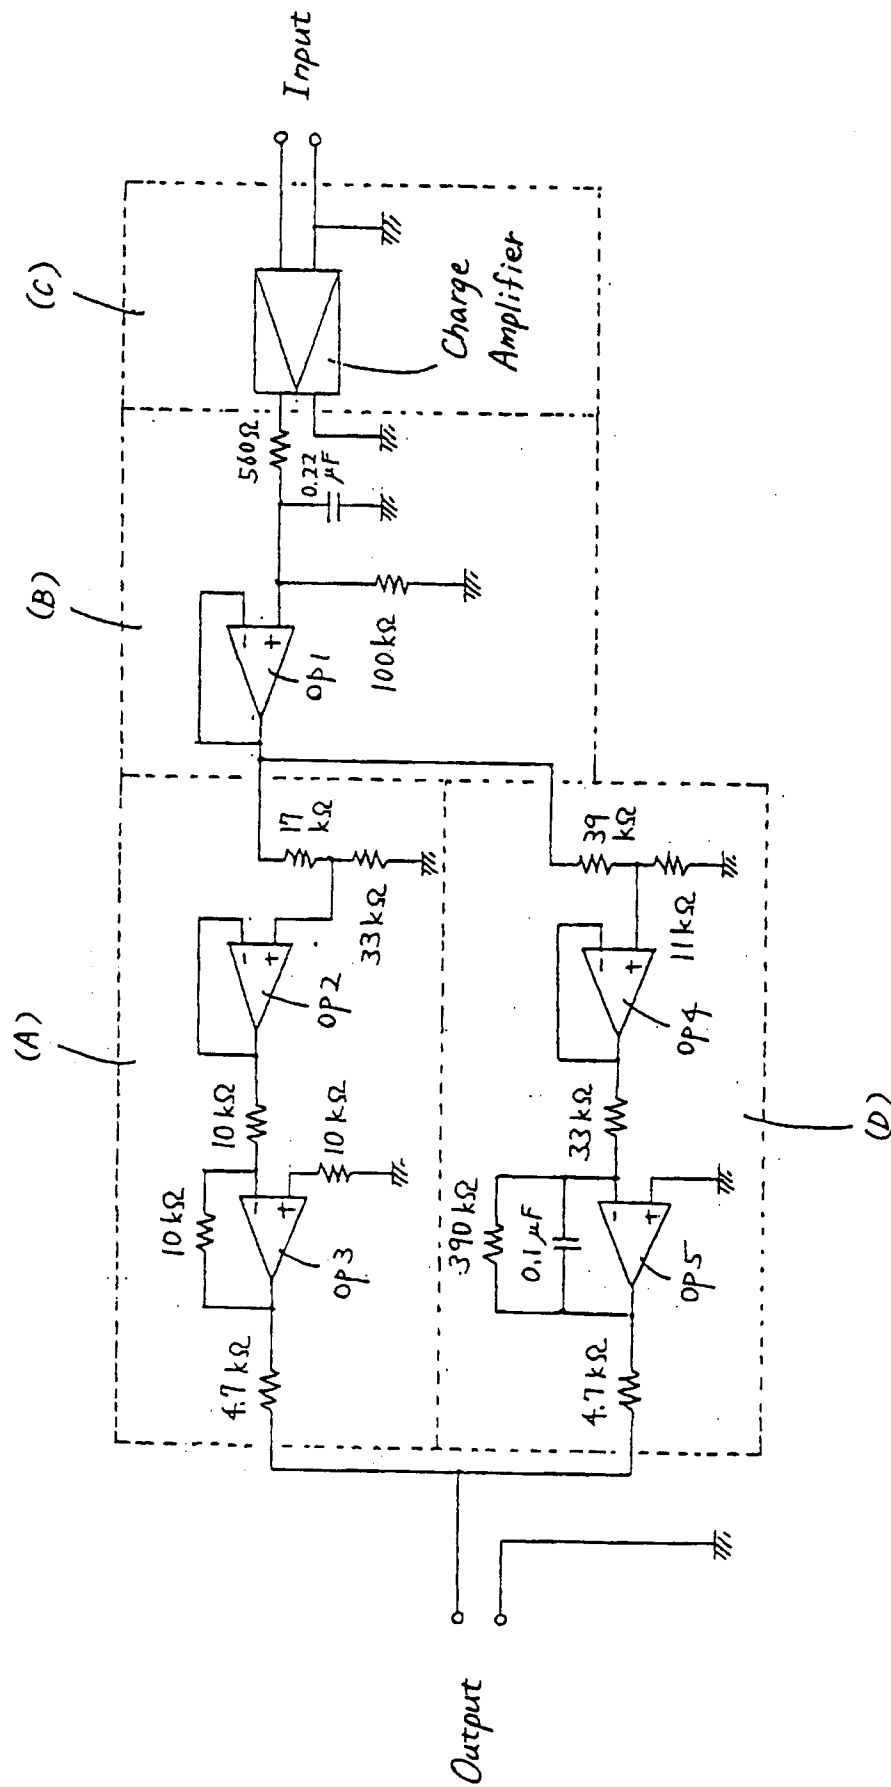 Input
(C)
Charge
Amplifier
(B)
560Ω
0.22
μF
100kΩ
-
+
OP1
(A)
17
kΩ
33kΩ
-
+
OP2
10kΩ
10kΩ
10kΩ
-
+
OP3
4.7kΩ
39
kΩ
11kΩ
-
+
OP4
33kΩ
390kΩ
0.1μF
-
+
OP5
4.7kΩ
(D)
Output